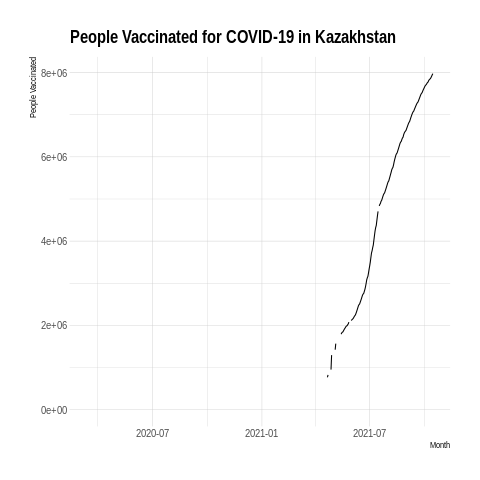 People Vaccinated for COVID-19 in Kazakhstan
People Vaccinated
8e+06
6e+06
4e+06
2e+06
0e+00
2020-07
2021-01
2021-07
Month